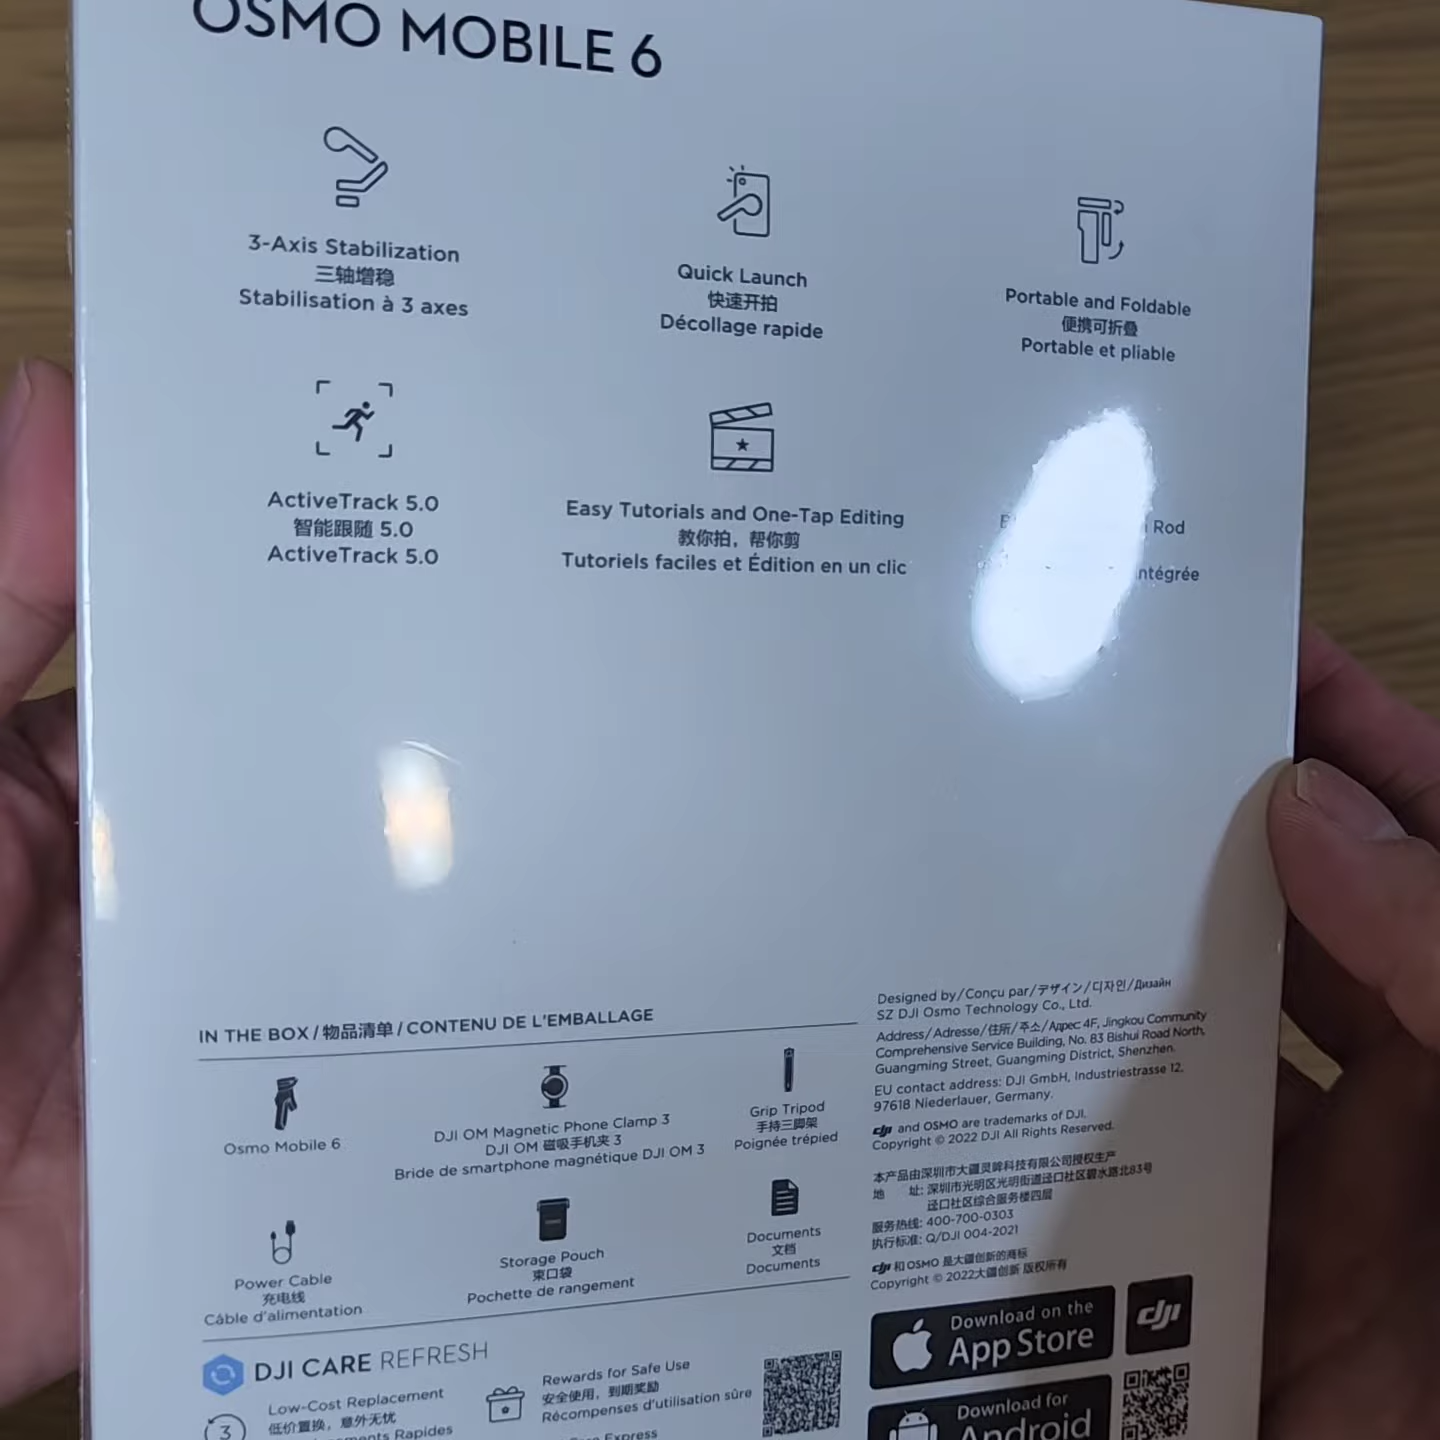 OSMO MOBILE 6
3-Axis Stabilization
三轴增稳
Stabilisation à 3 axes
Quick Launch
快速开拍
Décollage rapide
Portable and Foldable
便携可折叠
Portable et pliable
ActiveTrack 5.0
智能跟随 5.0
ActiveTrack 5.0
Easy Tutorials and One-Tap Editing
教你拍，帮你剪
Tutoriels faciles et Édition en un clic
Rod
intégrée
IN THE BOX / 物品清单 / CONTENU DE L'EMBALLAGE
Osmo Mobile 6
DJI OM Magnetic Phone Clamp 3
DJI OM 磁吸手机夹 3
Bride de smartphone magnétique DJI OM 3
Grip Tripod
手持三脚架
Poignée trépied
Power Cable
充电线
Câble d'alimentation
Storage Pouch
束口袋
Pochette de rangement
Documents
文档
Documents
DJI CARE REFRESH
3
Low-Cost Replacement
低价置换，意外无忧
Rapides
Rewards for Safe Use
安全使用，到期奖励
Récompenses d'utilisation sûre
Express
Designed by/Conçu par/デザイン/디자인/Дизайн
SZ DJI Osmo Technology Co., Ltd.
Address/Adresse/住所/주소/Адрес: 4F, Jingkou Community
Comprehensive Service Building, No. 83 Bishui Road North,
Guangming Street, Guangming District, Shenzhen.
EU contact address: DJI GmbH, Industriestrasse 12,
97618 Niederlauer, Germany.
dji and OSMO are trademarks of DJI.
Copyright © 2022 DJI All Rights Reserved.
本产品由深圳市大疆灵眸科技有限公司授权生产
地 址: 深圳市光明区光明街道迳口社区碧水路北83号
迳口社区综合服务楼四层
服务热线: 400-700-0303
执行标准: Q/DJI 004-2021
dji 和 OSMO 是大疆创新的商标
Copyright © 2022大疆创新 版权所有
Download on the
App Store
dji
Download for
Android